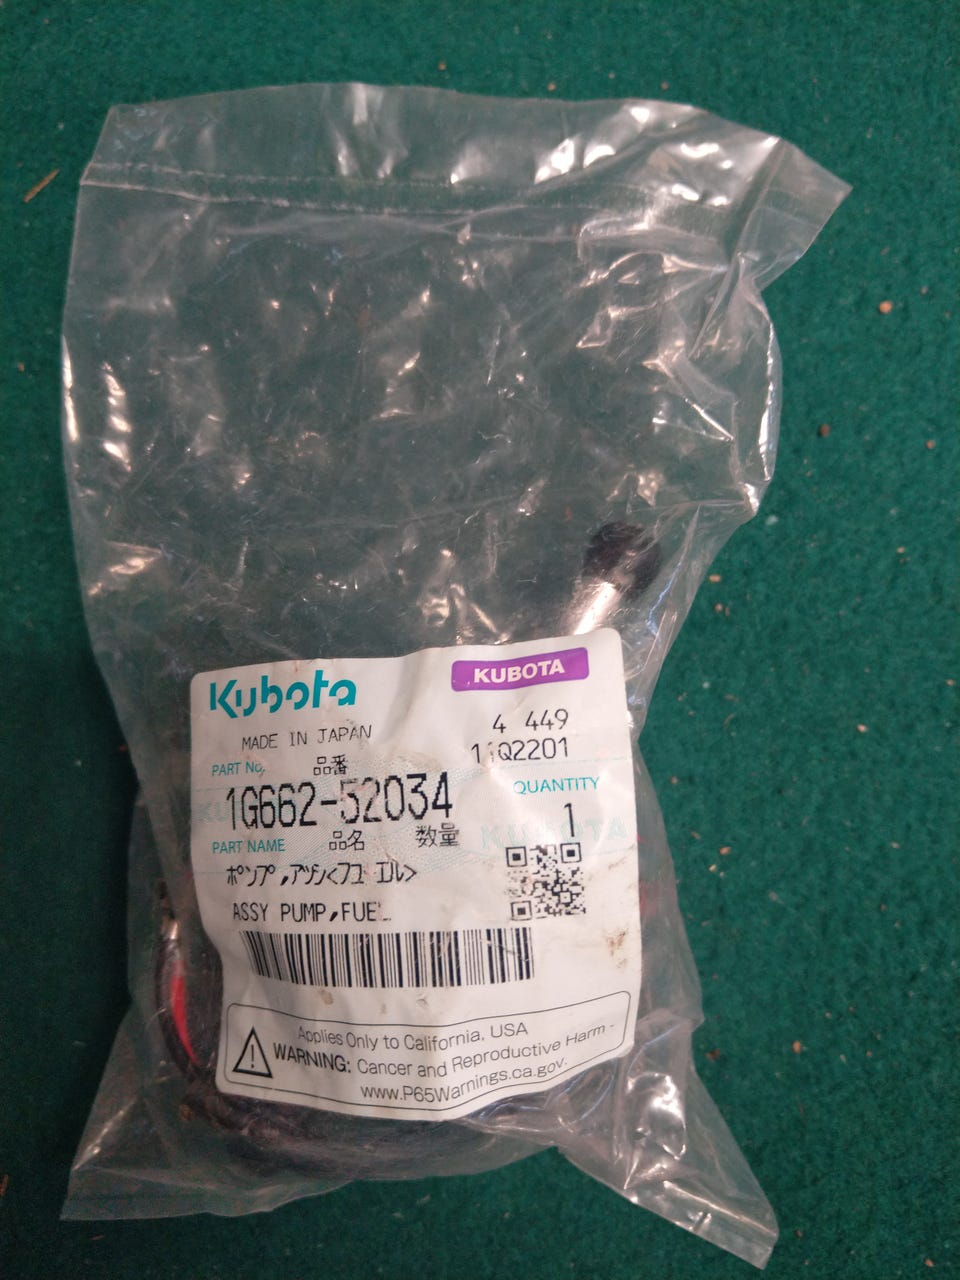 Kubota
KUBOTA
MADE IN JAPAN
4 449
11Q2201
PART No. 品番
QUANTITY
1G662-52034
1
PART NAME 品名 数量
ポンプ,アッシ<フユエル>
ASSY PUMP,FUEL
Applies Only to California, USA
WARNING: Cancer and Reproductive Harm -
www.P65Warnings.ca.gov.